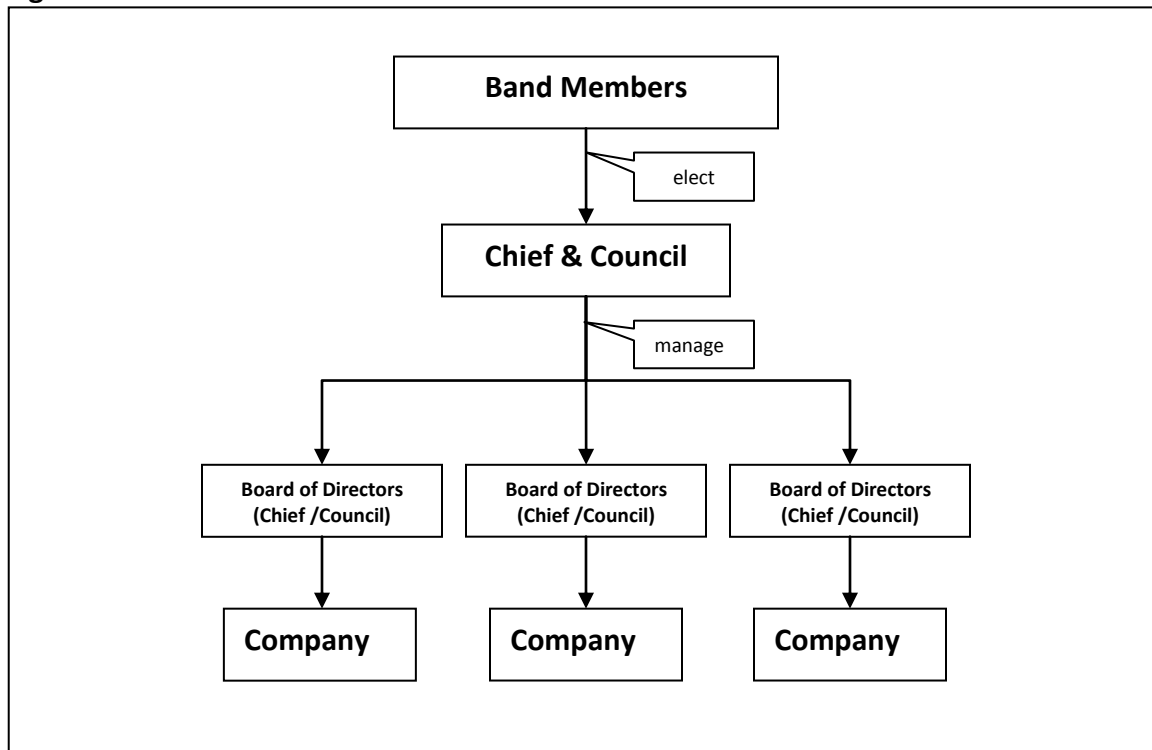 Band Members
elect
Chief & Council
manage
Board of Directors
(Chief /Council)
Board of Directors
(Chief /Council)
Board of Directors
(Chief /Council)
Company
Company
Company